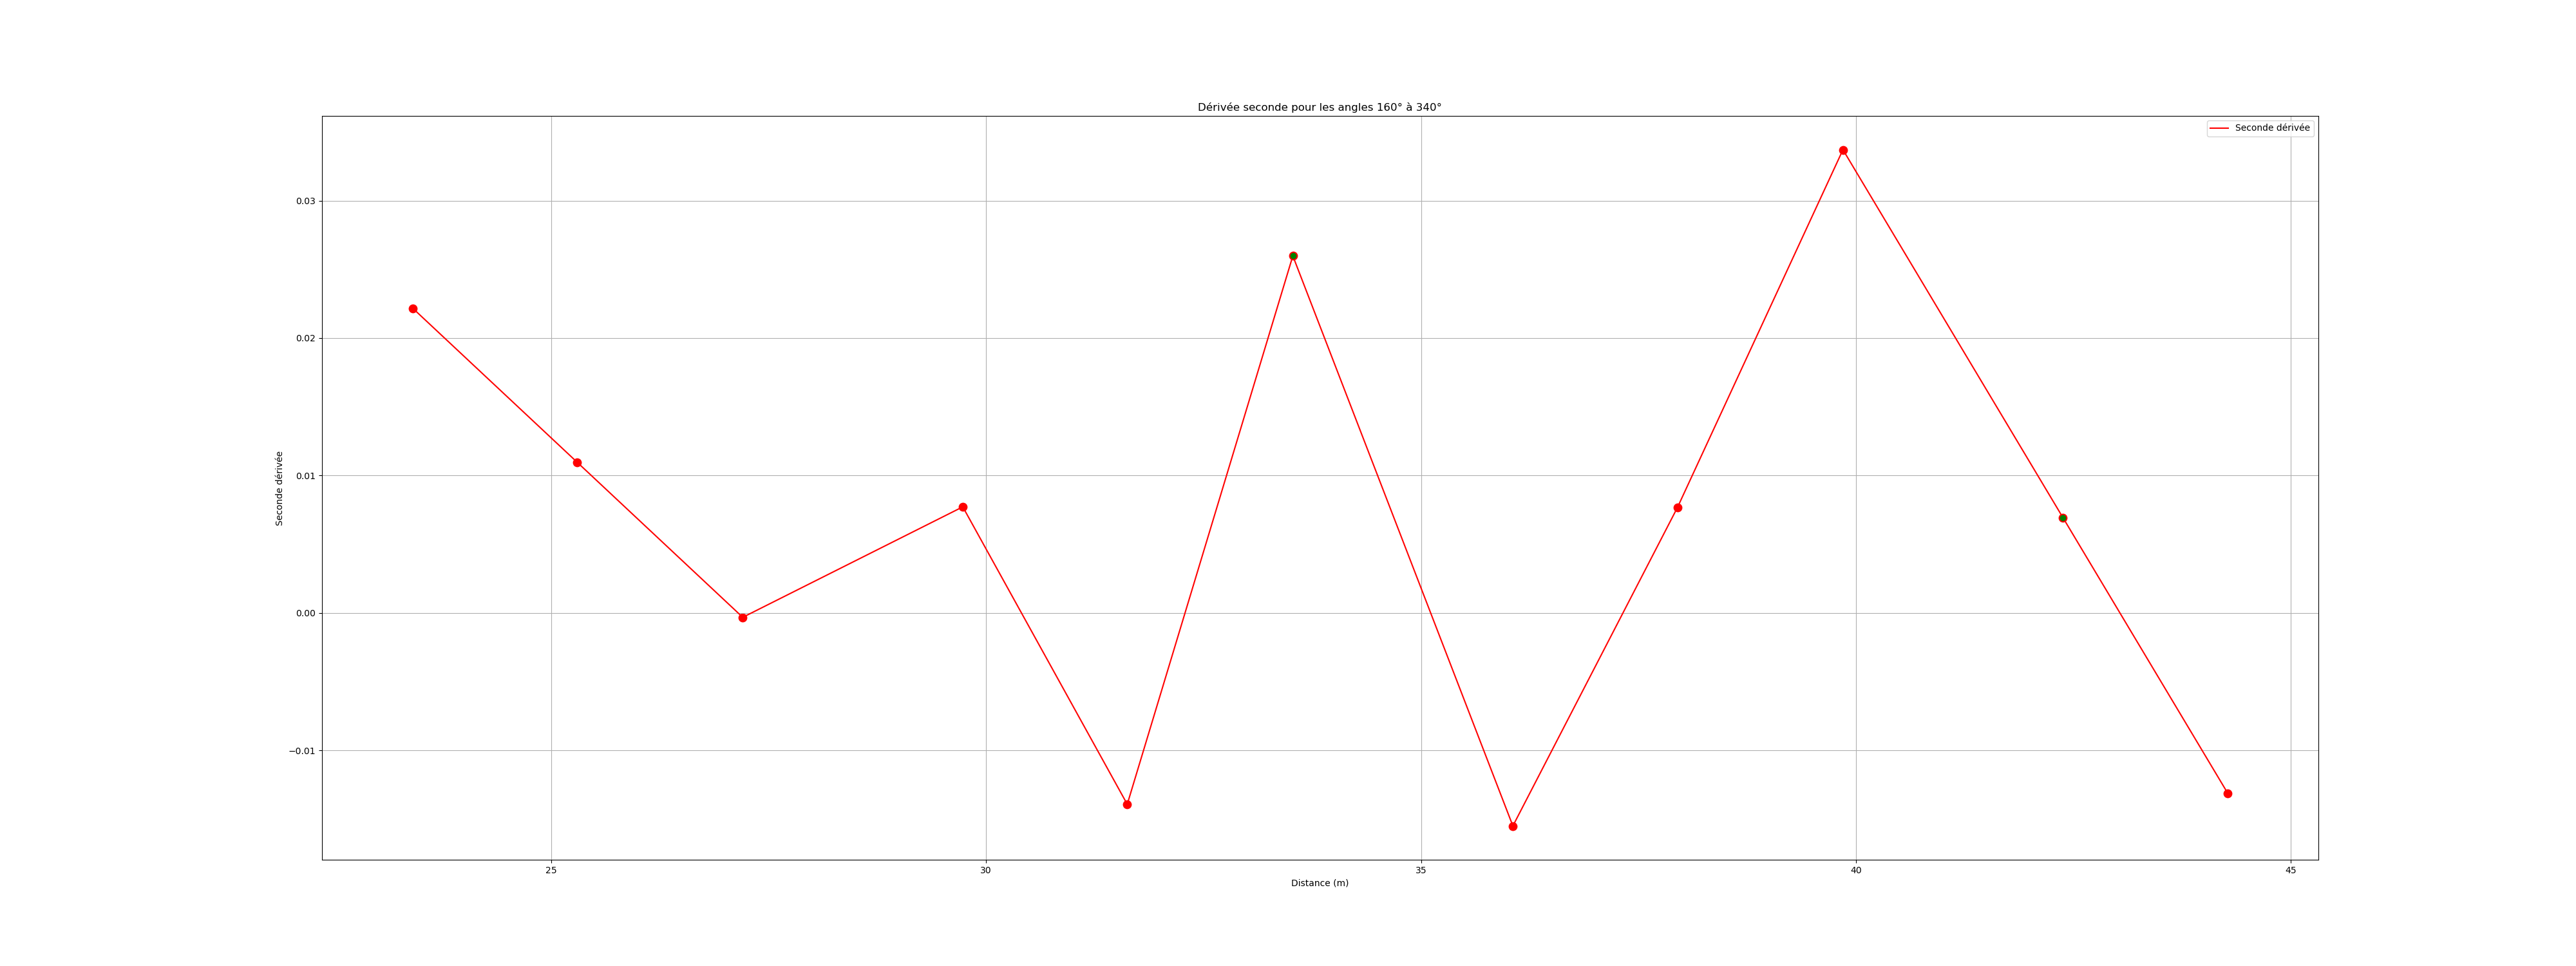 Dérivée seconde pour les angles 160° à 340°
Seconde dérivée
0.03
0.02
0.01
0.00
−0.01
Seconde dérivée
25
30
35
40
45
Distance (m)